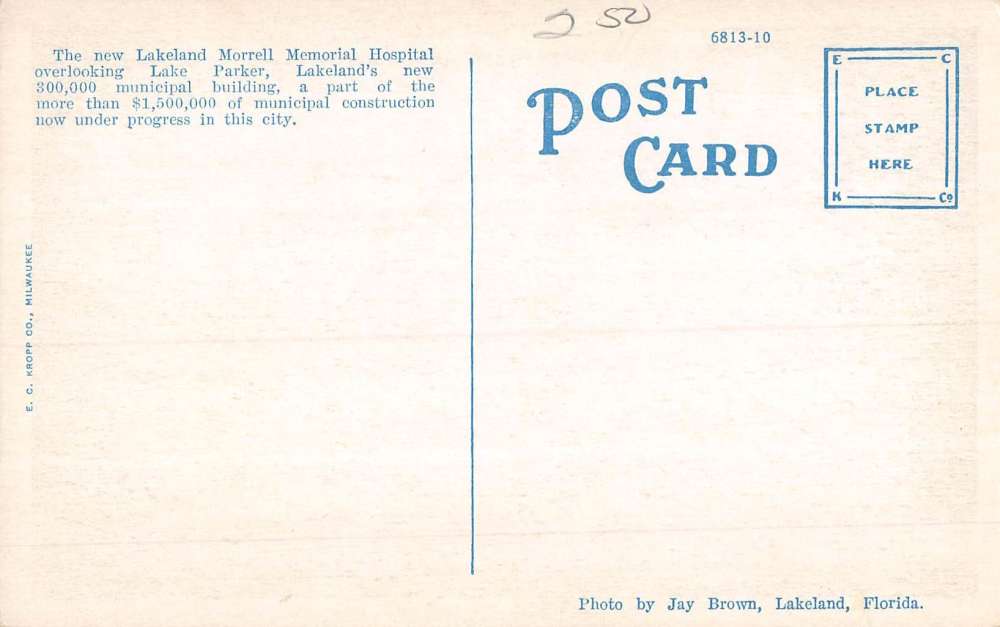 2 50
6813-10
The new Lakeland Morrell Memorial Hospital
overlooking Lake Parker, Lakeland's new
300,000 municipal building, a part of the
more than $1,500,000 of municipal construction
now under progress in this city.
POST
CARD
E C
PLACE
STAMP
HERE
K Co
E. C. KROPP CO., MILWAUKEE
Photo by Jay Brown, Lakeland, Florida.